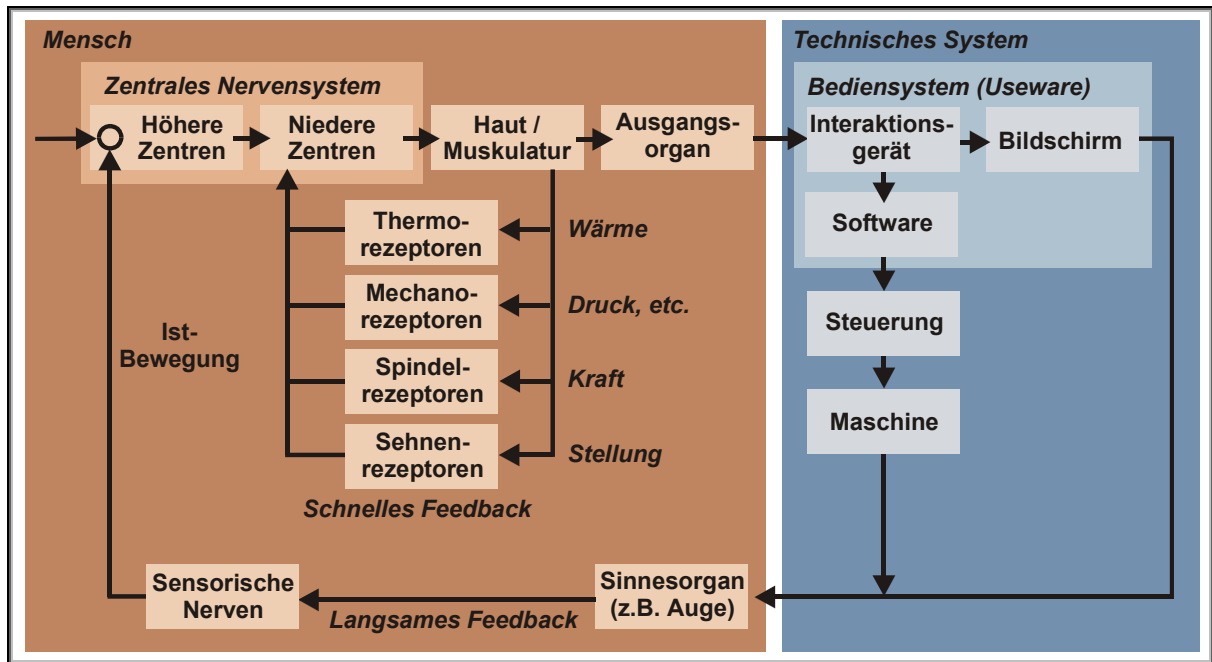 Mensch
Technisches System
Zentrales Nervensystem
Bediensystem (Useware)
Höhere
Zentren
Niedere
Zentren
Haut /
Muskulatur
Ausgangs-
organ
Interaktions-
gerät
Bildschirm
Thermo-
rezeptoren
Wärme
Software
Mechano-
rezeptoren
Druck, etc.
Steuerung
Ist-
Bewegung
Spindel-
rezeptoren
Kraft
Maschine
Sehnen-
rezeptoren
Stellung
Schnelles Feedback
Sensorische
Nerven
Langsames Feedback
Sinnesorgan
(z.B. Auge)